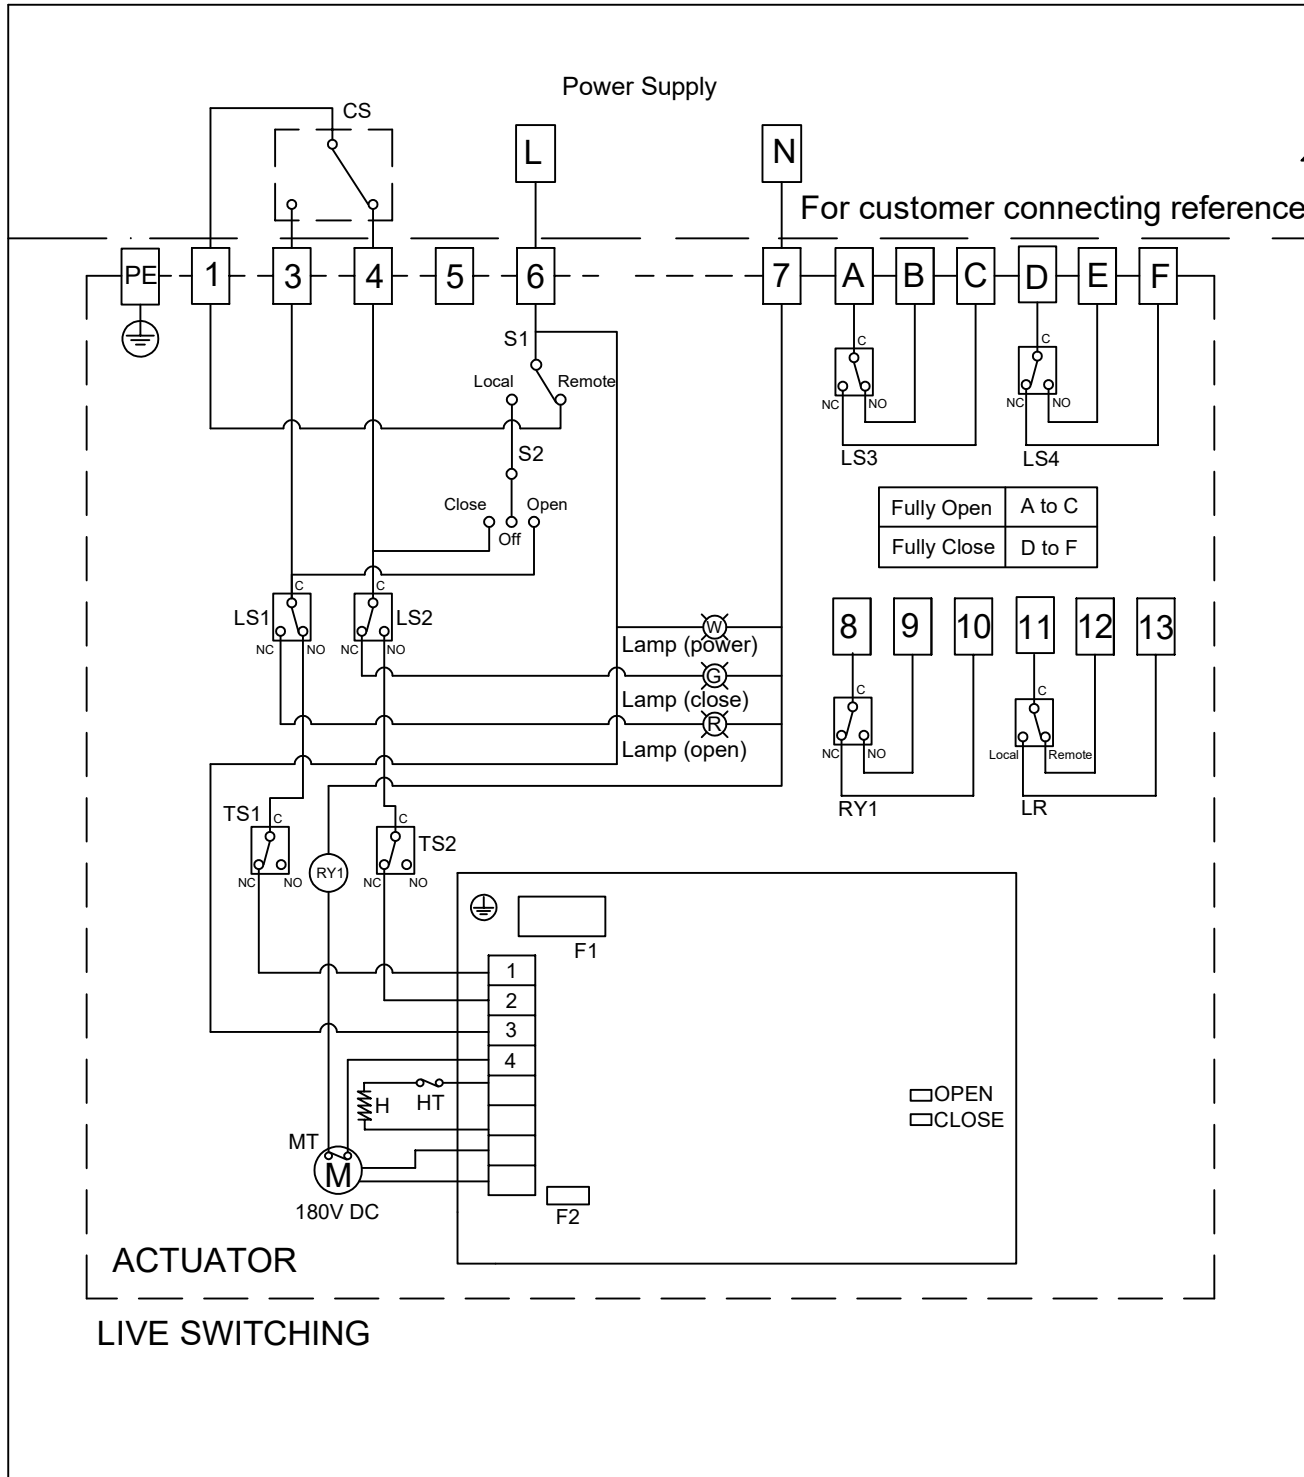 Power Supply
CS
L
N
For customer connecting reference
PE 1 3 4 5 6 7 A B C D E F
S1
C C
Local Remote
NC NO NC NO
S2
LS3 LS4
Close Open
Off
Fully Open A to C
Fully Close D to F
C C
LS1 LS2
8 9 10 11 12 13
W
NC NO NC NO
Lamp (power)
G
C C
Lamp (close)
R
Lamp (open)
NC NO Local Remote
RY1 LR
TS1 C C
TS2
RY1
NC NO NC NO
F1
1
2
3
4
H HT
OPEN
CLOSE
MT
M
180V DC
F2
ACTUATOR
LIVE SWITCHING